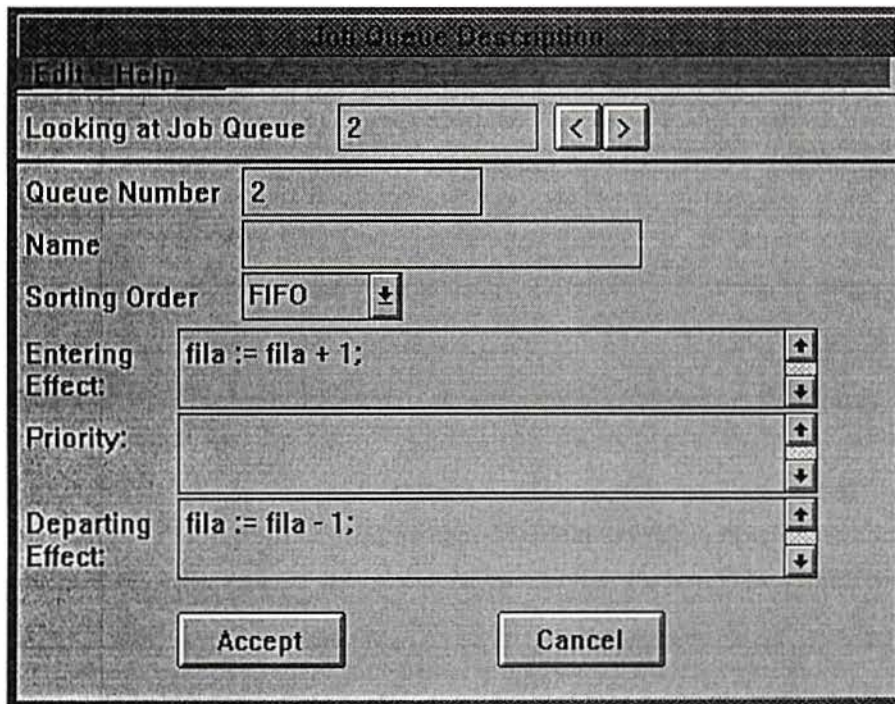 Job Queue Description
Edit Help
Looking at Job Queue 2 < >
Queue Number 2
Name
Sorting Order FIFO
Entering Effect: fila := fila + 1;
Priority:
Departing Effect: fila := fila - 1;
Accept Cancel